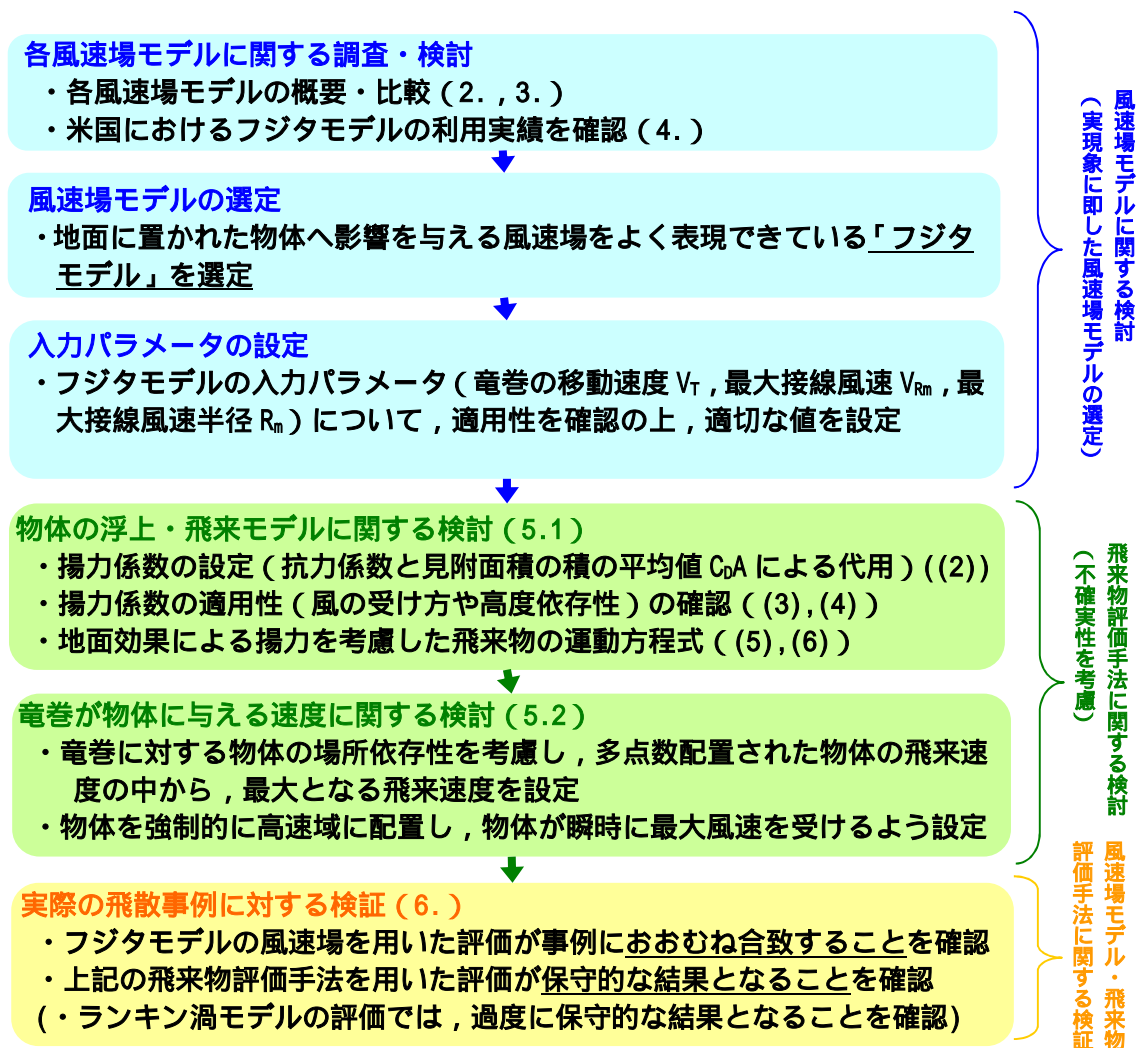 各風速場モデルに関する調査・検討
・各風速場モデルの概要・比較（2.,3.）
・米国におけるフジタモデルの利用実績を確認（4.）
風速場モデルの選定
・地面に置かれた物体へ影響を与える風速場をよく表現できている「フジタ
モデル」を選定
入力パラメータの設定
・フジタモデルの入力パラメータ（竜巻の移動速度 VT，最大接線風速 VRm，最
大接線風速半径 Rm）について，適用性を確認の上，適切な値を設定
風速場モデルに関する検討
（実現象に即した風速場モデルの選定）
物体の浮上・飛来モデルに関する検討（5.1）
・揚力係数の設定（抗力係数と見附面積の積の平均値 CDA による代用）((2))
・揚力係数の適用性（風の受け方や高度依存性）の確認（(3),(4)）
・地面効果による揚力を考慮した飛来物の運動方程式（(5),(6)）
竜巻が物体に与える速度に関する検討（5.2）
・竜巻に対する物体の場所依存性を考慮し，多点数配置された物体の飛来速
度の中から，最大となる飛来速度を設定
・物体を強制的に高速域に配置し，物体が瞬時に最大風速を受けるよう設定
飛来物評価手法に関する検討
（不確実性を考慮）
実際の飛散事例に対する検証（6.）
・フジタモデルの風速場を用いた評価が事例におおむね合致することを確認
・上記の飛来物評価手法を用いた評価が保守的な結果となることを確認
(・ランキン渦モデルの評価では，過度に保守的な結果となることを確認)
風速場モデル・飛来物
評価手法に関する検証